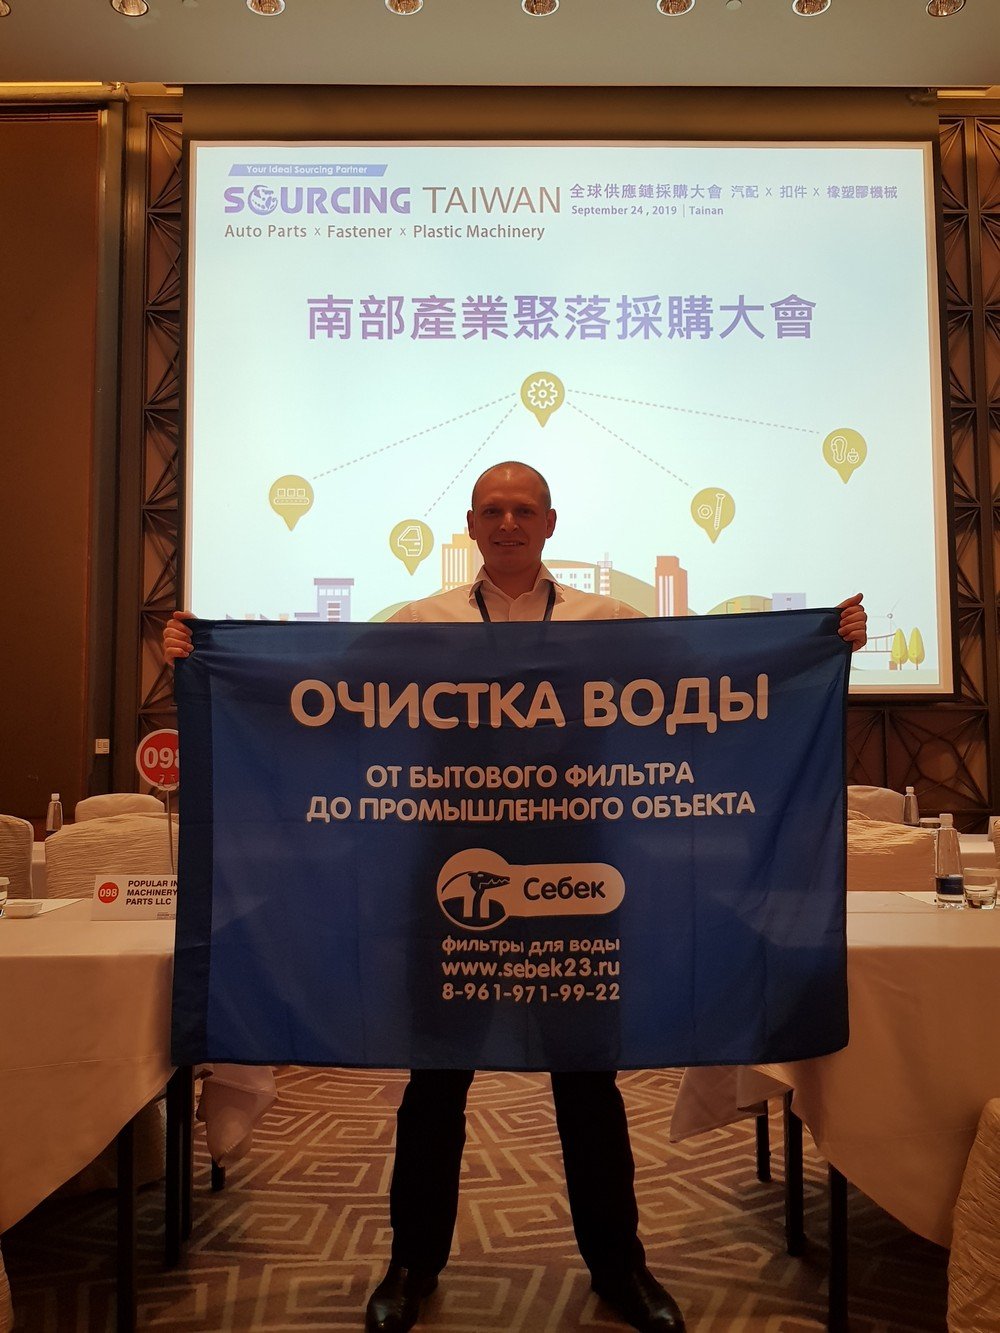 Your Ideal Sourcing Partner
SOURCING TAIWAN 全球供應鏈採購大會 汽配 x 扣件 x 橡塑膠機械
September 24, 2019 | Tainan
Auto Parts x Fastener x Plastic Machinery
南部產業聚落採購大會
ОЧИСТКА ВОДЫ
ОТ БЫТОВОГО ФИЛЬТРА
ДО ПРОМЫШЛЕННОГО ОБЪЕКТА
Себек
фильтры для воды
www.sebek23.ru
8-961-971-99-22
098
098
POPULAR IN
MACHINERY
PARTS LLC